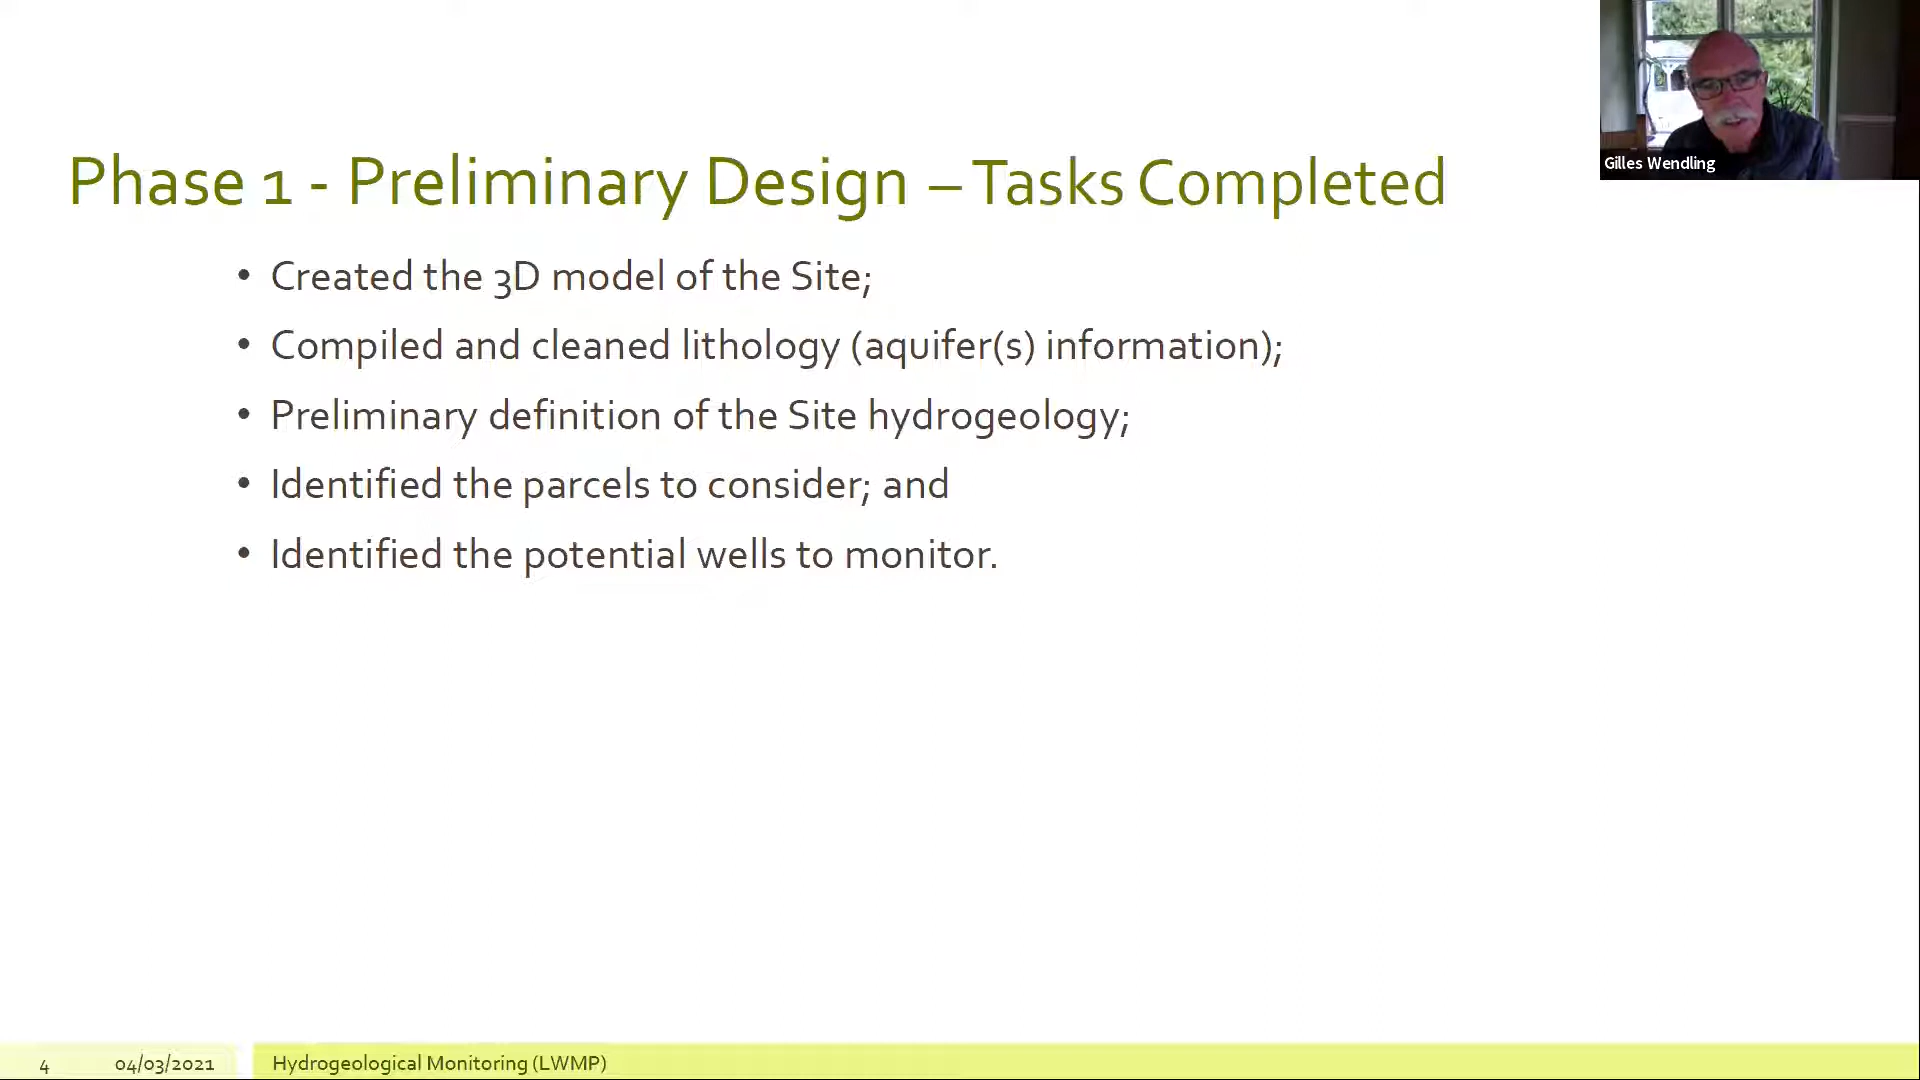 Gilles Wendling
Phase 1 - Preliminary Design – Tasks Completed
• Created the 3D model of the Site;
• Compiled and cleaned lithology (aquifer(s) information);
• Preliminary definition of the Site hydrogeology;
• Identified the parcels to consider; and
• Identified the potential wells to monitor.
4 04/03/2021 Hydrogeological Monitoring (LWMP)